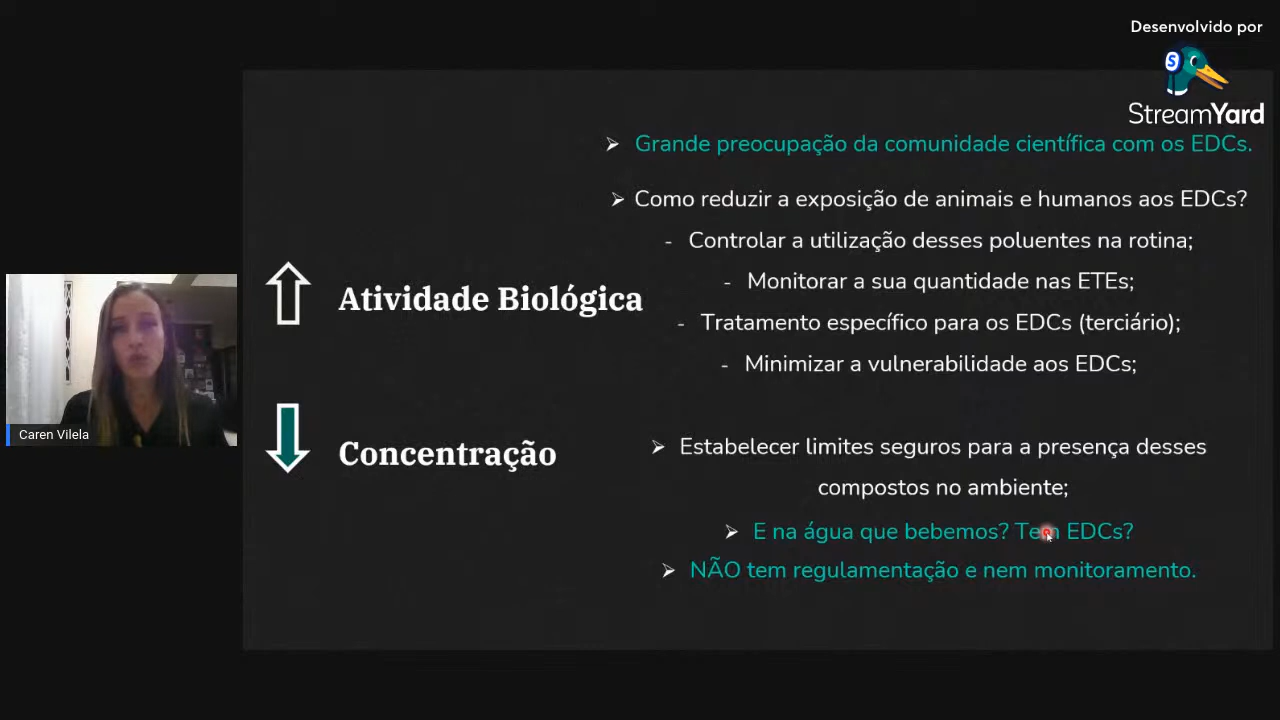 Desenvolvido por
StreamYard
Grande preocupação da comunidade científica com os EDCs.
Como reduzir a exposição de animais e humanos aos EDCs?
- Controlar a utilização desses poluentes na rotina;
- Monitorar a sua quantidade nas ETEs;
- Tratamento específico para os EDCs (terciário);
- Minimizar a vulnerabilidade aos EDCs;
Estabelecer limites seguros para a presença desses
compostos no ambiente;
E na água que bebemos? Tem EDCs?
NÃO tem regulamentação e nem monitoramento.
Atividade Biológica
Concentração
Caren Vilela